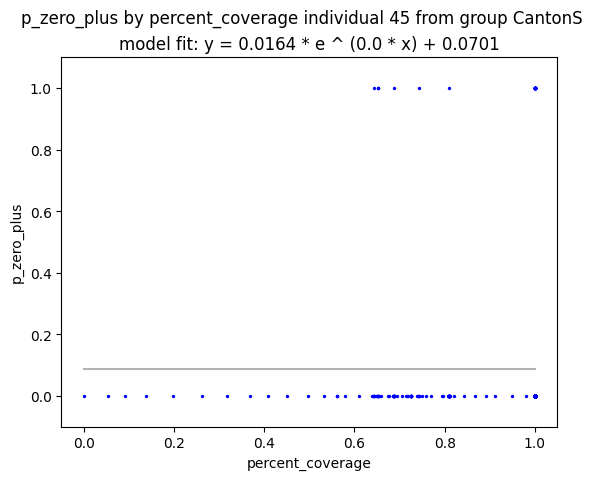 p_zero_plus by percent_coverage individual 45 from group CantonS
model fit: y = 0.0164 * e ^ (0.0 * x) + 0.0701
1.0
0.8
0.6
0.4
0.2
0.0
p_zero_plus
0.0 0.2 0.4 0.6 0.8 1.0
percent_coverage